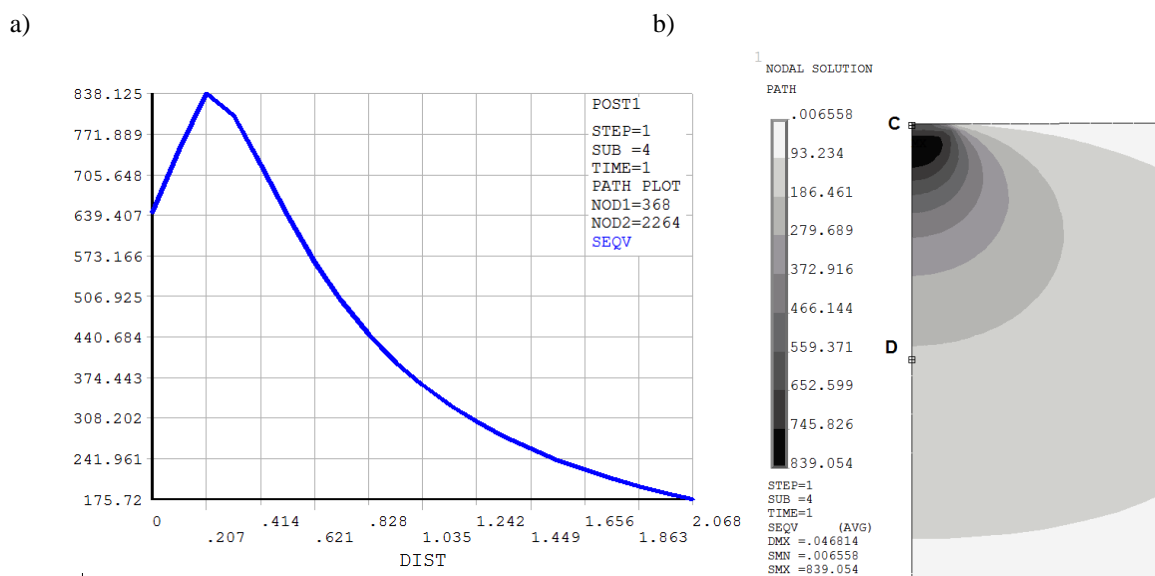 a)
838.125
771.889
705.648
639.407
573.166
506.925
440.684
374.443
308.202
241.961
175.72
0
.207
.414
.621
.828
1.035
1.242
1.449
1.656
1.863
2.068
DIST
POST1
STEP=1
SUB =4
TIME=1
PATH PLOT
NOD1=368
NOD2=2264
SEQV
b)
1
NODAL SOLUTION
PATH
.006558
93.234
186.461
279.689
372.916
466.144
559.371
652.599
745.826
839.054
STEP=1
SUB =4
TIME=1
SEQV (AVG)
DMX =.046814
SMN =.006558
SMX =839.054
C
D